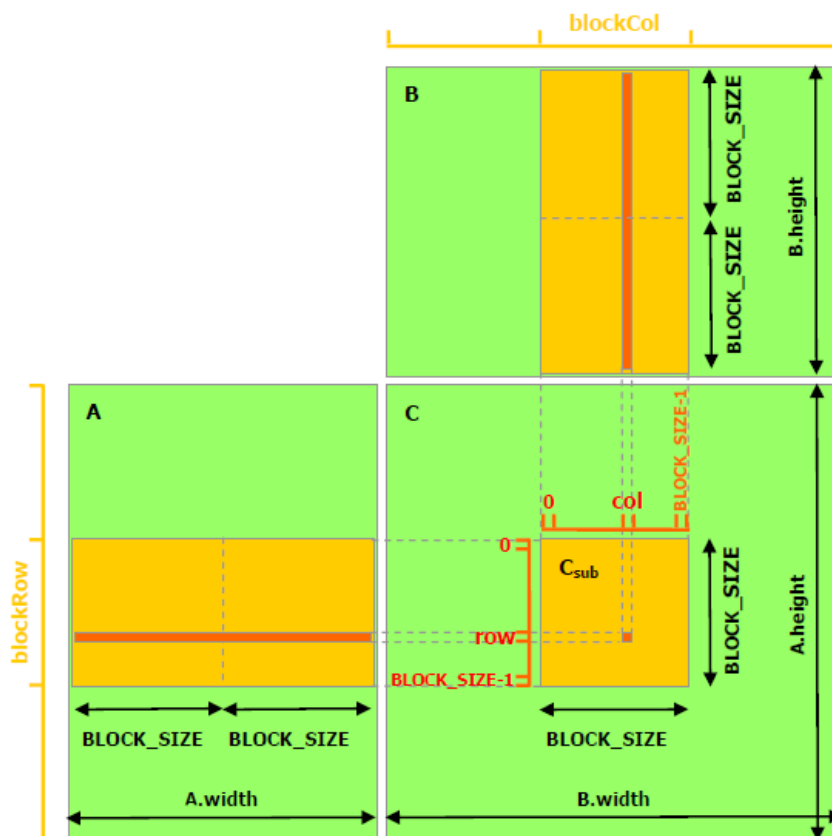 blockCol
B
BLOCK_SIZE
BLOCK_SIZE
B.height
A
C
BLOCK_SIZE-1
0
col
blockRow
0
Csub
row
BLOCK_SIZE-1
BLOCK_SIZE
A.height
BLOCK_SIZE BLOCK_SIZE
BLOCK_SIZE
A.width
B.width